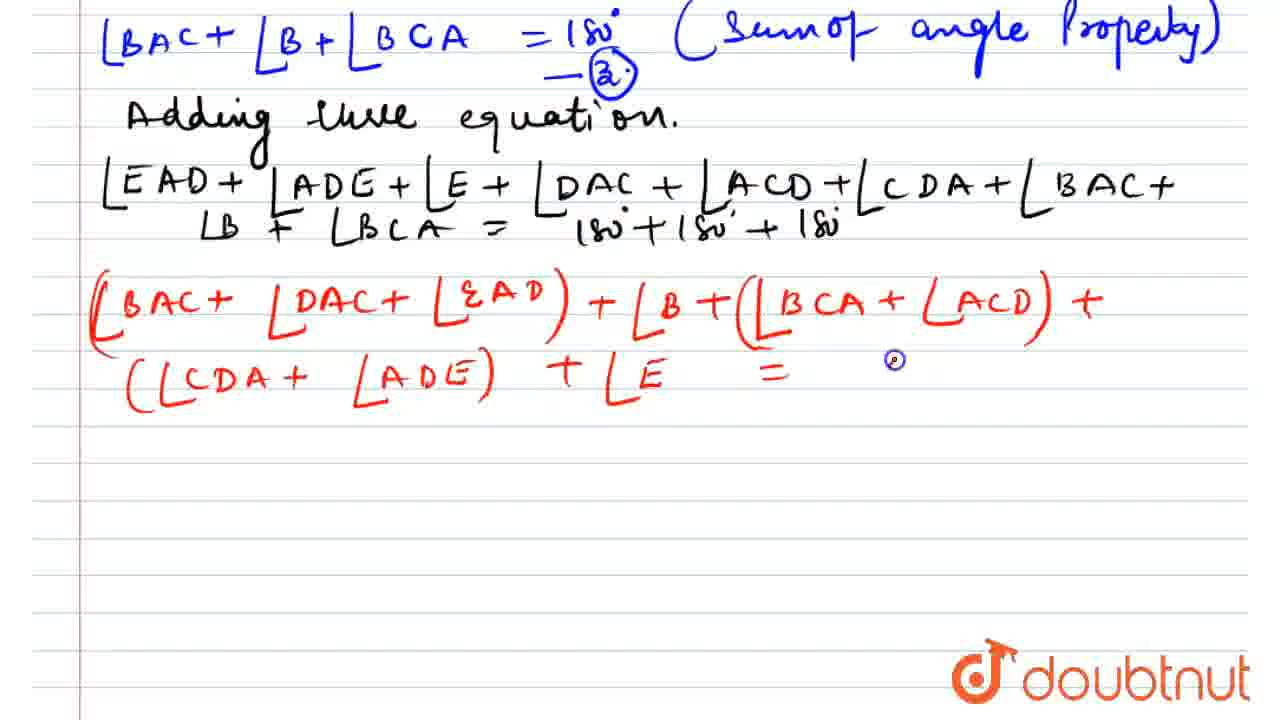 ∠BAC + ∠B + ∠BCA = 180° (Sum of angle Property)
— 3.
Adding three equation.
∠EAD + ∠ADE + ∠E + ∠DAC + ∠ACD + ∠CDA + ∠BAC +
∠B + ∠BCA = 180° + 180° + 180°
(∠BAC + ∠DAC + ∠EAD) + ∠B + (∠BCA + ∠ACD) +
(∠CDA + ∠ADE) + ∠E =
doubtnut